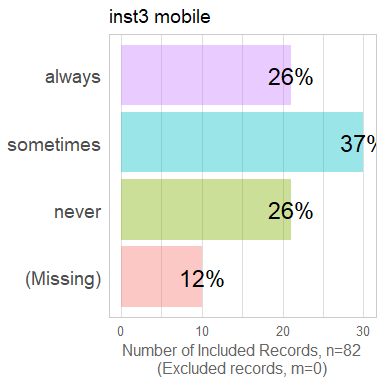 inst3 mobile
always
26%
sometimes
37%
never
26%
(Missing)
12%
0 10 20 30
Number of Included Records, n=82
(Excluded records, m=0)